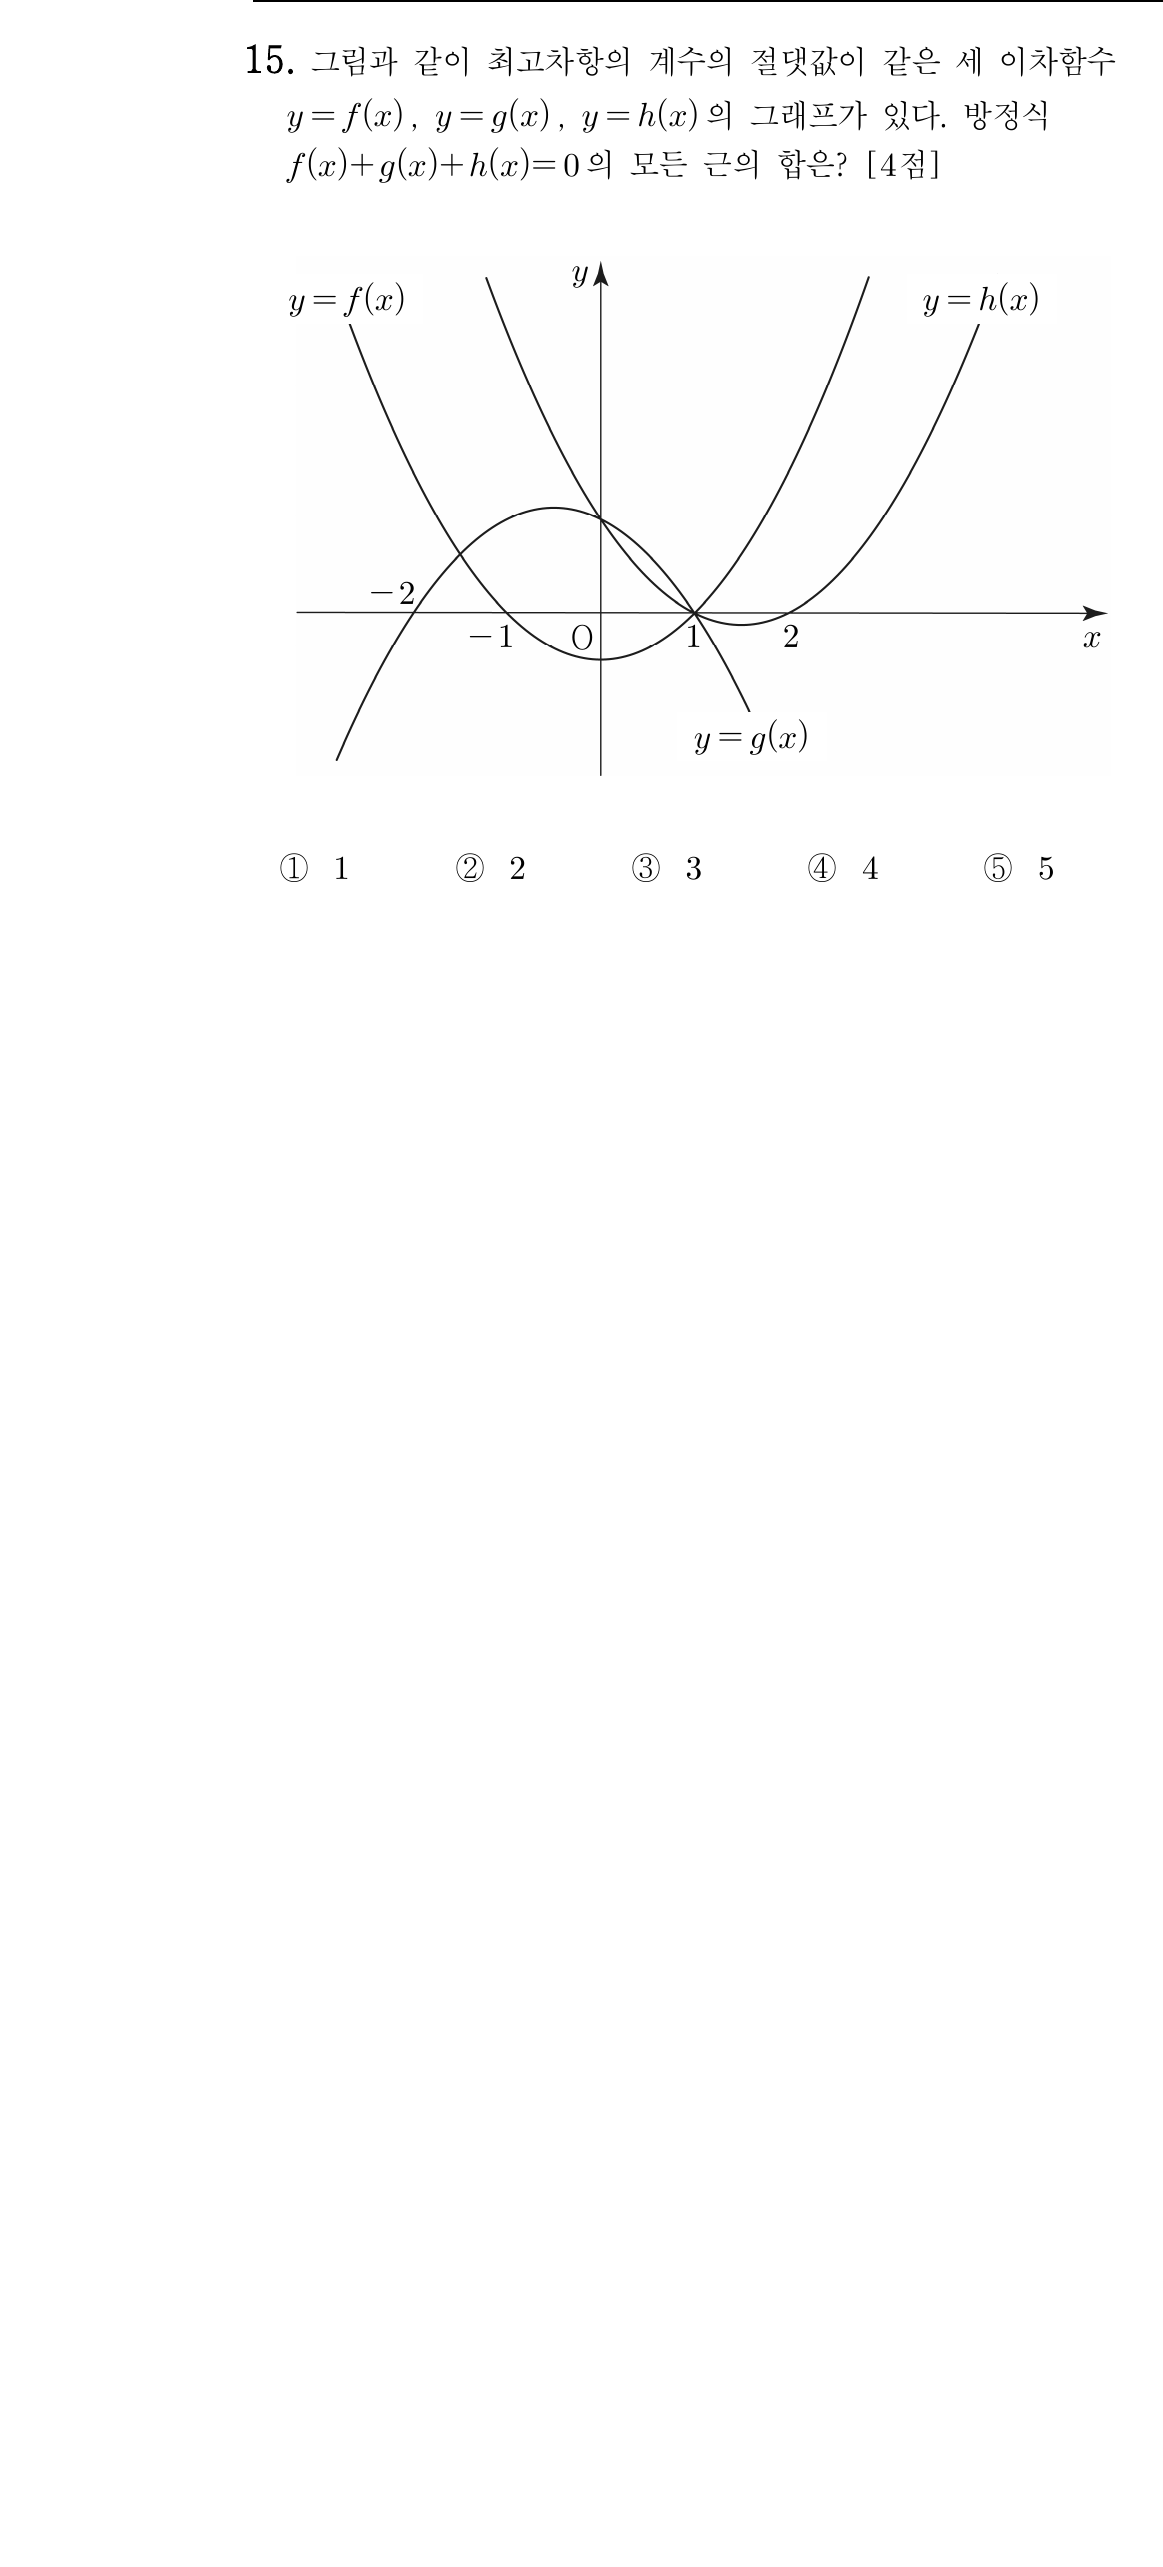 15. 그림과 같이 최고차항의 계수의 절댓값이 같은 세 이차함수
y=f(x), y=g(x), y=h(x)의 그래프가 있다. 방정식
f(x)+g(x)+h(x)=0의 모든 근의 합은? [4점]
y
y=f(x)
y=h(x)
-2
-1
O
1
2
x
y=g(x)
① 1 ② 2 ③ 3 ④ 4 ⑤ 5